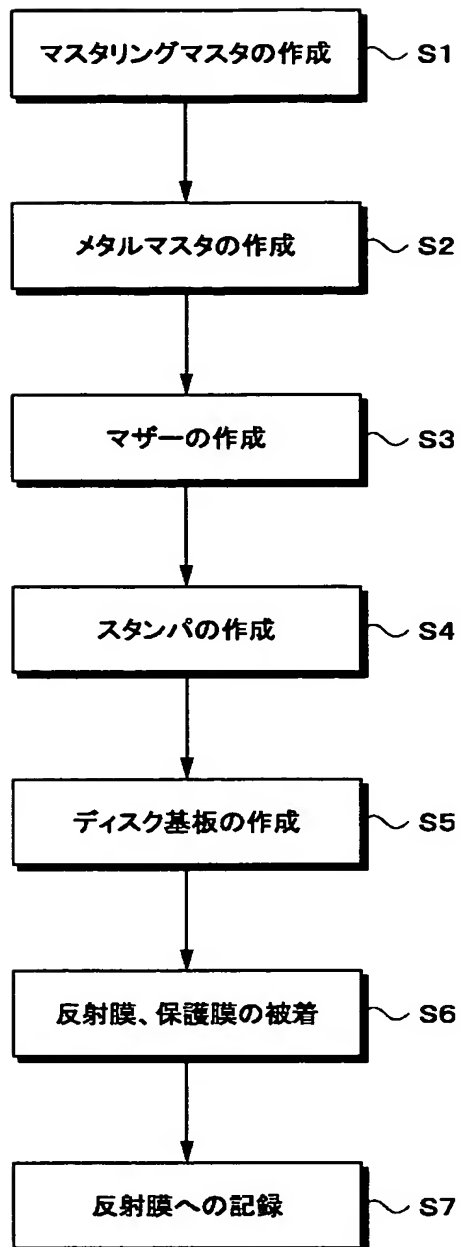 マスタリングマスタの作成 S1
メタルマスタの作成 S2
マザーの作成 S3
スタンパの作成 S4
ディスク基板の作成 S5
反射膜、保護膜の被着 S6
反射膜への記録 S7